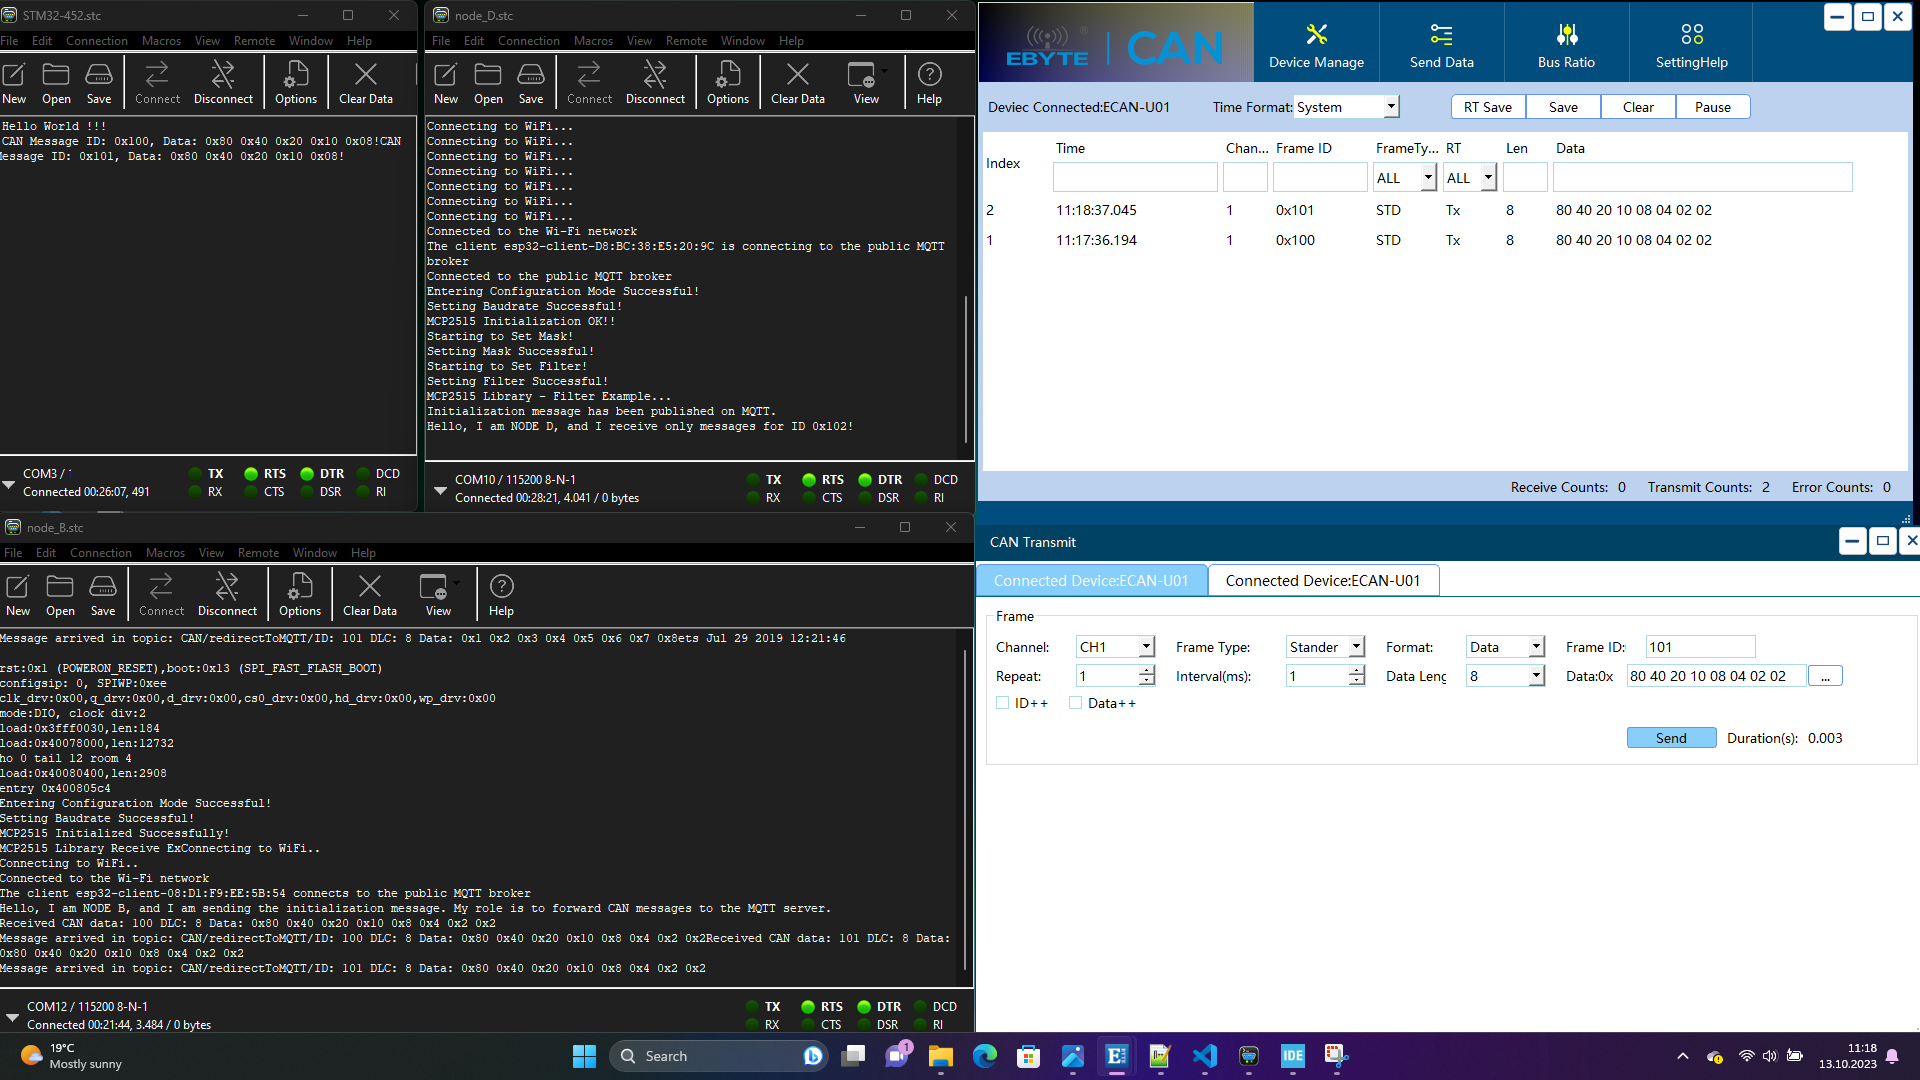 STM32-452.stc
File Edit Connection Macros View Remote Window Help
New Open Save Connect Disconnect Options Clear Data
Hello World !!!
CAN Message ID: 0x100, Data: 0x80 0x40 0x20 0x10 0x08!CAN
Message ID: 0x101, Data: 0x80 0x40 0x20 0x10 0x08!
COM3 /
Connected 00:26:07, 491
TX RTS DTR DCD
RX CTS DSR RI
node_D.stc
File Edit Connection Macros View Remote Window Help
New Open Save Connect Disconnect Options Clear Data View Help
Connecting to WiFi...
Connecting to WiFi...
Connecting to WiFi...
Connecting to WiFi...
Connecting to WiFi...
Connecting to WiFi...
Connecting to WiFi...
Connected to the Wi-Fi network
The client esp32-client-D8:BC:38:E5:20:9C is connecting to the public MQTT
broker
Connected to the public MQTT broker
Entering Configuration Mode Successful!
Setting Baudrate Successful!
MCP2515 Initialization OK!!
Starting to Set Mask!
Setting Mask Successful!
Starting to Set Filter!
Setting Filter Successful!
MCP2515 Library - Filter Example...
Initialization message has been published on MQTT.
Hello, I am NODE D, and I receive only messages for ID 0x102!
COM10 / 115200 8-N-1
Connected 00:28:21, 4.041 / 0 bytes
TX RTS DTR DCD
RX CTS DSR RI
EBYTE ® | CAN
Device Manage Send Data Bus Ratio SettingHelp
Deviec Connected:ECAN-U01 Time Format: System RT Save Save Clear Pause
Index Time Chan... Frame ID FrameTy... RT Len Data
ALL ALL
2 11:18:37.045 1 0x101 STD Tx 8 80 40 20 10 08 04 02 02
1 11:17:36.194 1 0x100 STD Tx 8 80 40 20 10 08 04 02 02
Receive Counts: 0 Transmit Counts: 2 Error Counts: 0
node_B.stc
File Edit Connection Macros View Remote Window Help
New Open Save Connect Disconnect Options Clear Data View Help
Message arrived in topic: CAN/redirectToMQTT/ID: 101 DLC: 8 Data: 0x1 0x2 0x3 0x4 0x5 0x6 0x7 0x8ets Jul 29 2019 12:21:46
rst:0x1 (POWERON_RESET),boot:0x13 (SPI_FAST_FLASH_BOOT)
configsip: 0, SPIWP:0xee
clk_drv:0x00,q_drv:0x00,d_drv:0x00,cs0_drv:0x00,hd_drv:0x00,wp_drv:0x00
mode:DIO, clock div:2
load:0x3fff0030,len:184
load:0x40078000,len:12732
ho 0 tail 12 room 4
load:0x40080400,len:2908
entry 0x400805c4
Entering Configuration Mode Successful!
Setting Baudrate Successful!
MCP2515 Initialized Successfully!
MCP2515 Library Receive ExConnecting to WiFi..
Connecting to WiFi..
Connected to the Wi-Fi network
The client esp32-client-08:D1:F9:EE:5B:54 connects to the public MQTT broker
Hello, I am NODE B, and I am sending the initialization message. My role is to forward CAN messages to the MQTT server.
Received CAN data: 100 DLC: 8 Data: 0x80 0x40 0x20 0x10 0x8 0x4 0x2 0x2
Message arrived in topic: CAN/redirectToMQTT/ID: 100 DLC: 8 Data: 0x80 0x40 0x20 0x10 0x8 0x4 0x2 0x2Received CAN data: 101 DLC: 8 Data:
0x80 0x40 0x20 0x10 0x8 0x4 0x2 0x2
Message arrived in topic: CAN/redirectToMQTT/ID: 101 DLC: 8 Data: 0x80 0x40 0x20 0x10 0x8 0x4 0x2 0x2
COM12 / 115200 8-N-1
Connected 00:21:44, 3.484 / 0 bytes
TX RTS DTR DCD
RX CTS DSR RI
CAN Transmit
Connected Device:ECAN-U01 Connected Device:ECAN-U01
Frame
Channel: CH1 Frame Type: Stander Format: Data Frame ID: 101
Repeat: 1 Interval(ms): 1 Data Leng 8 Data:0x 80 40 20 10 08 04 02 02 ...
ID++ Data++
Send Duration(s): 0.003
19°C
Mostly sunny
Search
1
IDE
11:18
13.10.2023